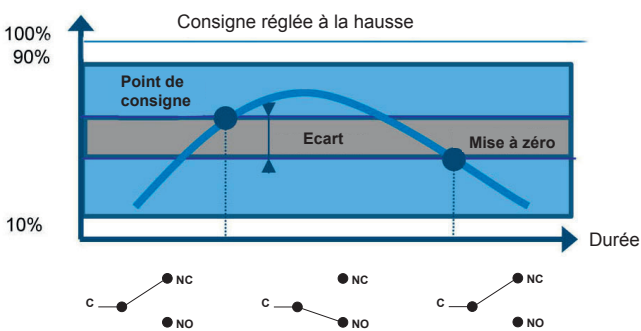 Consigne réglée à la hausse
100%
90%
Point de
consigne
Ecart
Mise à zéro
10%
Durée
NC
C
NO
NC
C
NO
NC
C
NO